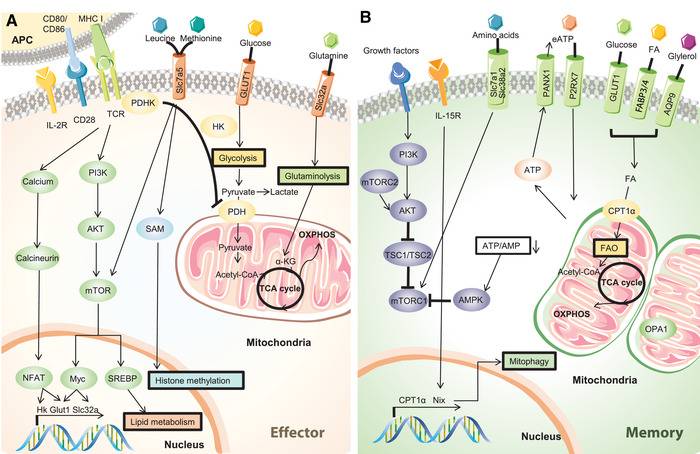 A
CD80/
CD86
MHC I
APC
Leucine
Methionine
Glucose
Glutamine
Slc7a5
GLUT1
Slc32a
IL-2R
CD28
TCR
PDHK
HK
Glycolysis
Glutaminolysis
Calcium
PI3K
Pyruvate
Lactate
PDH
SAM
OXPHOS
AKT
Pyruvate
α-KG
Calcineurin
Acetyl-CoA
TCA cycle
mTOR
Mitochondria
NFAT
Myc
SREBP
Histone methylation
Hk Glut1 Slc32a
Lipid metabolism
Nucleus
Effector
B
Growth factors
Amino acids
eATP
Glucose
FA
Glylerol
IL-15R
Slc7a1
Slc38a2
PANX1
P2RX7
GLUT1
FABP3/4
AQP9
PI3K
mTORC2
ATP
FA
AKT
CPT1α
TSC1/TSC2
ATP/AMP
FAO
Acetyl-CoA
TCA cycle
mTORC1
AMPK
OXPHOS
OPA1
Mitophagy
Mitochondria
CPT1α Nix
Nucleus
Memory